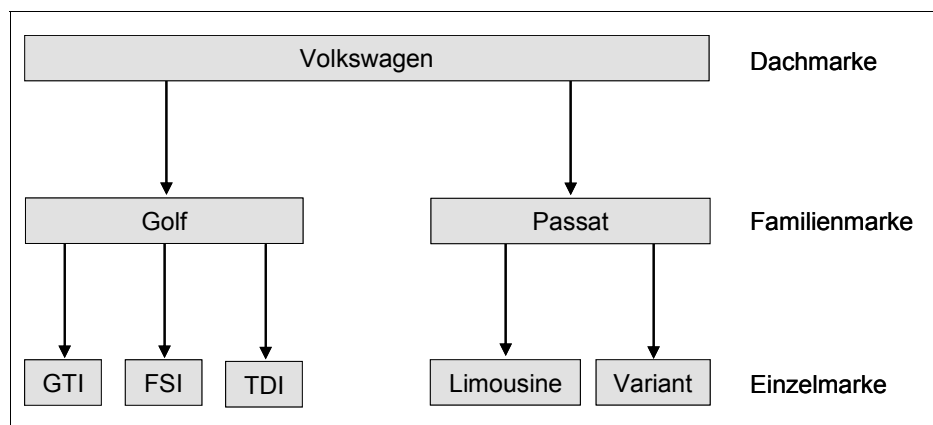 Volkswagen Dachmarke
Golf Passat Familienmarke
GTI FSI TDI Limousine Variant Einzelmarke